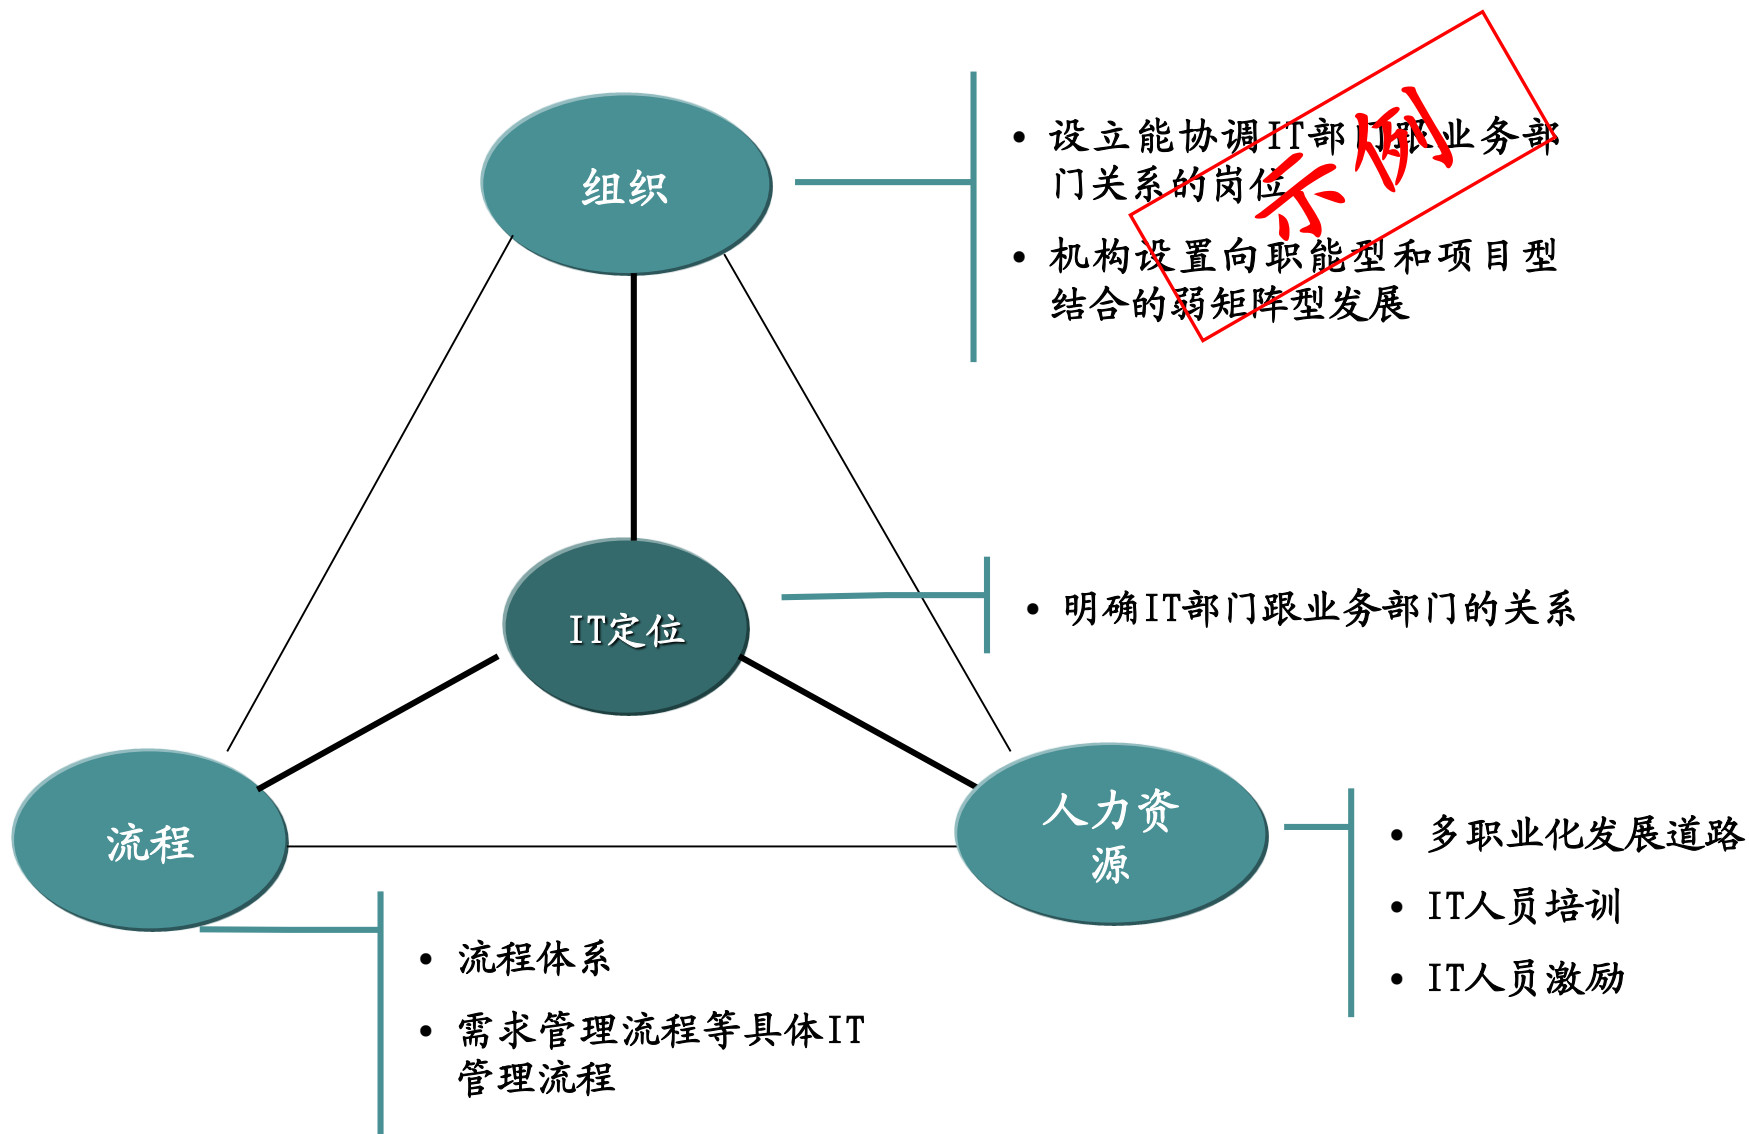 组织
• 设立能协调IT部门跟业务部
门关系的岗位
• 机构设置向职能型和项目型
结合的弱矩阵型发展
示例
IT定位
• 明确IT部门跟业务部门的关系
流程
• 流程体系
• 需求管理流程等具体IT
管理流程
人力资
源
• 多职业化发展道路
• IT人员培训
• IT人员激励